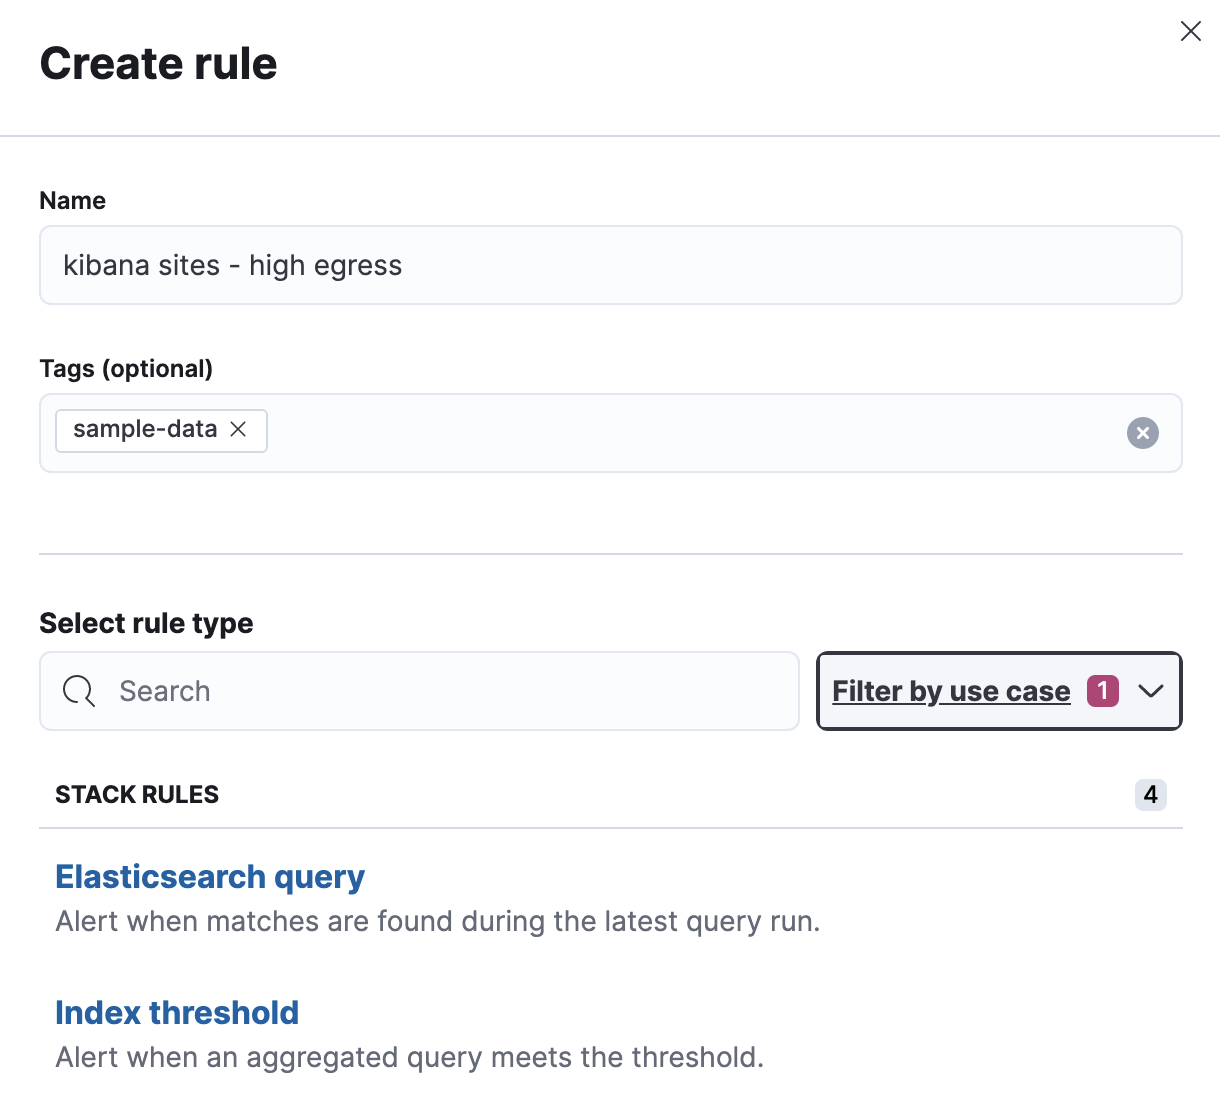 Create rule
Name
kibana sites - high egress
Tags (optional)
sample-data
Select rule type
Search
Filter by use case 1
STACK RULES 4
Elasticsearch query
Alert when matches are found during the latest query run.
Index threshold
Alert when an aggregated query meets the threshold.